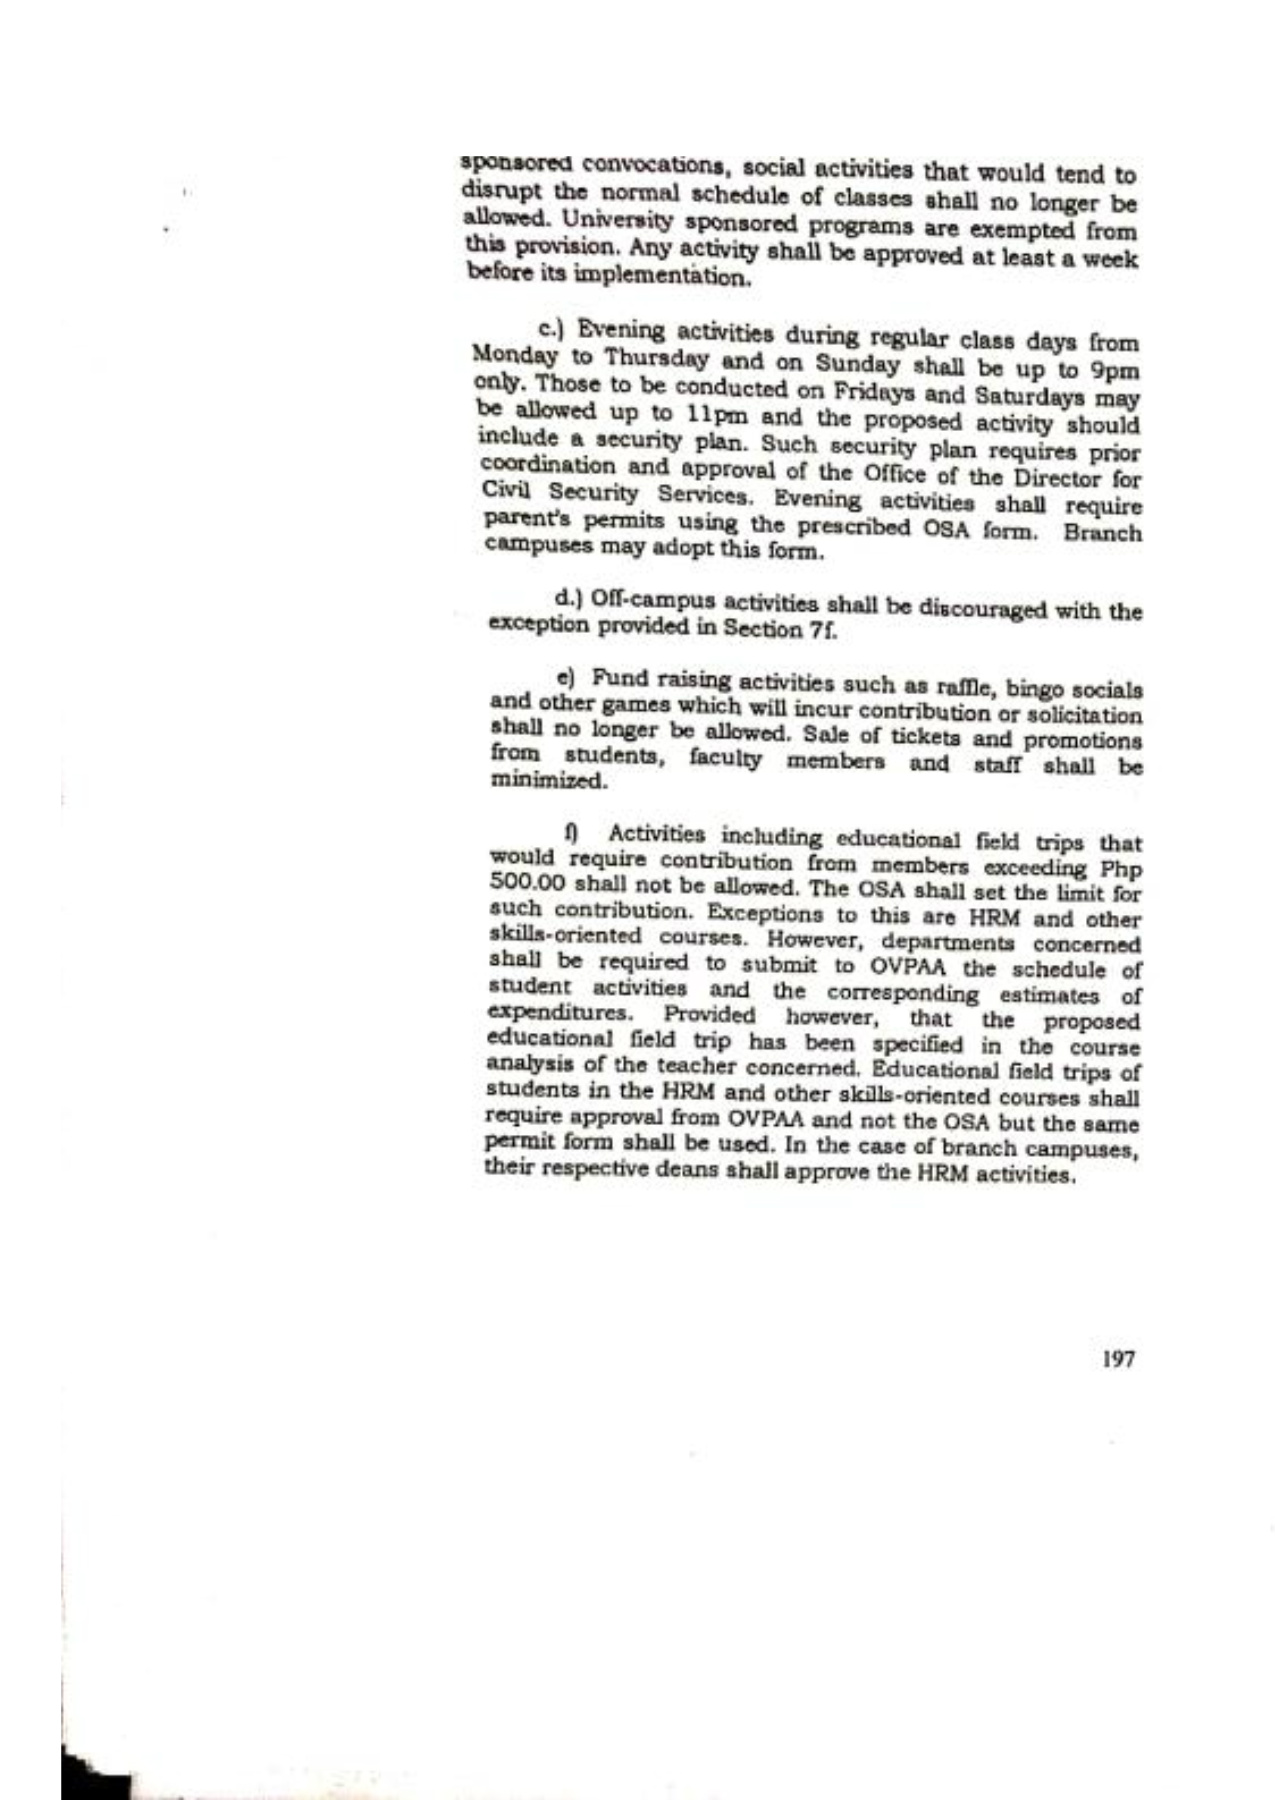 sponsored convocations, social activities that would tend to
disrupt the normal schedule of classes shall no longer be
allowed. University sponsored programs are exempted from
this provision. Any activity shall be approved at least a week
before its implementation.
c.) Evening activities during regular class days from
Monday to Thursday and on Sunday shall be up to 9pm
only. Those to be conducted on Fridays and Saturdays may
be allowed up to 11pm and the proposed activity should
include a security plan. Such security plan requires prior
coordination and approval of the Office of the Director for
Civil Security Services. Evening activities shall require
parent's permits using the prescribed OSA form. Branch
campuses may adopt this form.
d.) Off-campus activities shall be discouraged with the
exception provided in Section 7f.
e) Fund raising activities such as raffle, bingo socials
and other games which will incur contribution or solicitation
shall no longer be allowed. Sale of tickets and promotions
from students, faculty members and staff shall be
minimized.
f) Activities including educational field trips that
would require contribution from members exceeding Php
500.00 shall not be allowed. The OSA shall set the limit for
such contribution. Exceptions to this are HRM and other
skills-oriented courses. However, departments concerned
shall be required to submit to OVPAA the schedule of
student activities and the corresponding estimates of
expenditures. Provided however, that the proposed
educational field trip has been specified in the course
analysis of the teacher concerned. Educational field trips of
students in the HRM and other skills-oriented courses shall
require approval from OVPAA and not the OSA but the same
permit form shall be used. In the case of branch campuses,
their respective deans shall approve the HRM activities.
197